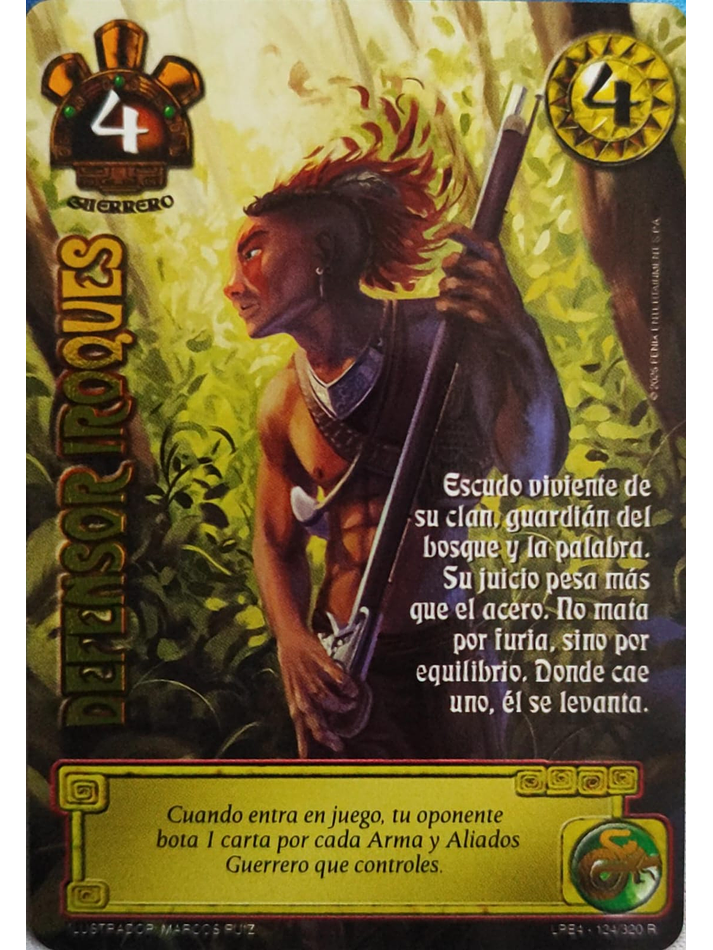 4
GUERRERO
4
DEFENSOR IROQUES
© 2025 FENIX ENTERTAINMENT S.P.A.
Escudo viviente de
su clan, guardián del
bosque y la palabra.
Su juicio pesa más
que el acero. No mata
por furia, sino por
equilibrio. Donde cae
uno, él se levanta.
Cuando entra en juego, tu oponente
bota 1 carta por cada Arma y Aliados
Guerrero que controles.
ILUSTRADOR: MARCOS RUIZ
LPE4 - 124/320 R